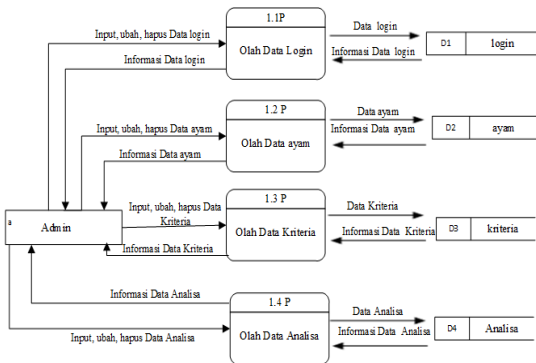 1.1P
Input, ubah, hapus Data login
Data login
Informasi Data login
Olah Data Login
Informasi Data login
D1 login
1.2 P
Input, ubah, hapus Data ayam
Data ayam
Informasi Data ayam
Olah Data ayam
Informasi Data ayam
D2 ayam
1.3 P
a
Admin
Input, ubah, hapus Data
Kriteria
Data Kriteria
Olah Data Kriteria
Informasi Data Kriteria
Informasi Data Kriteria
D3 kriteria
1.4 P
Informasi Data Analisa
Data Analisa
Olah Data Analisa
Informasi Data Analisa
Input, ubah, hapus Data Analisa
D4 Analisa